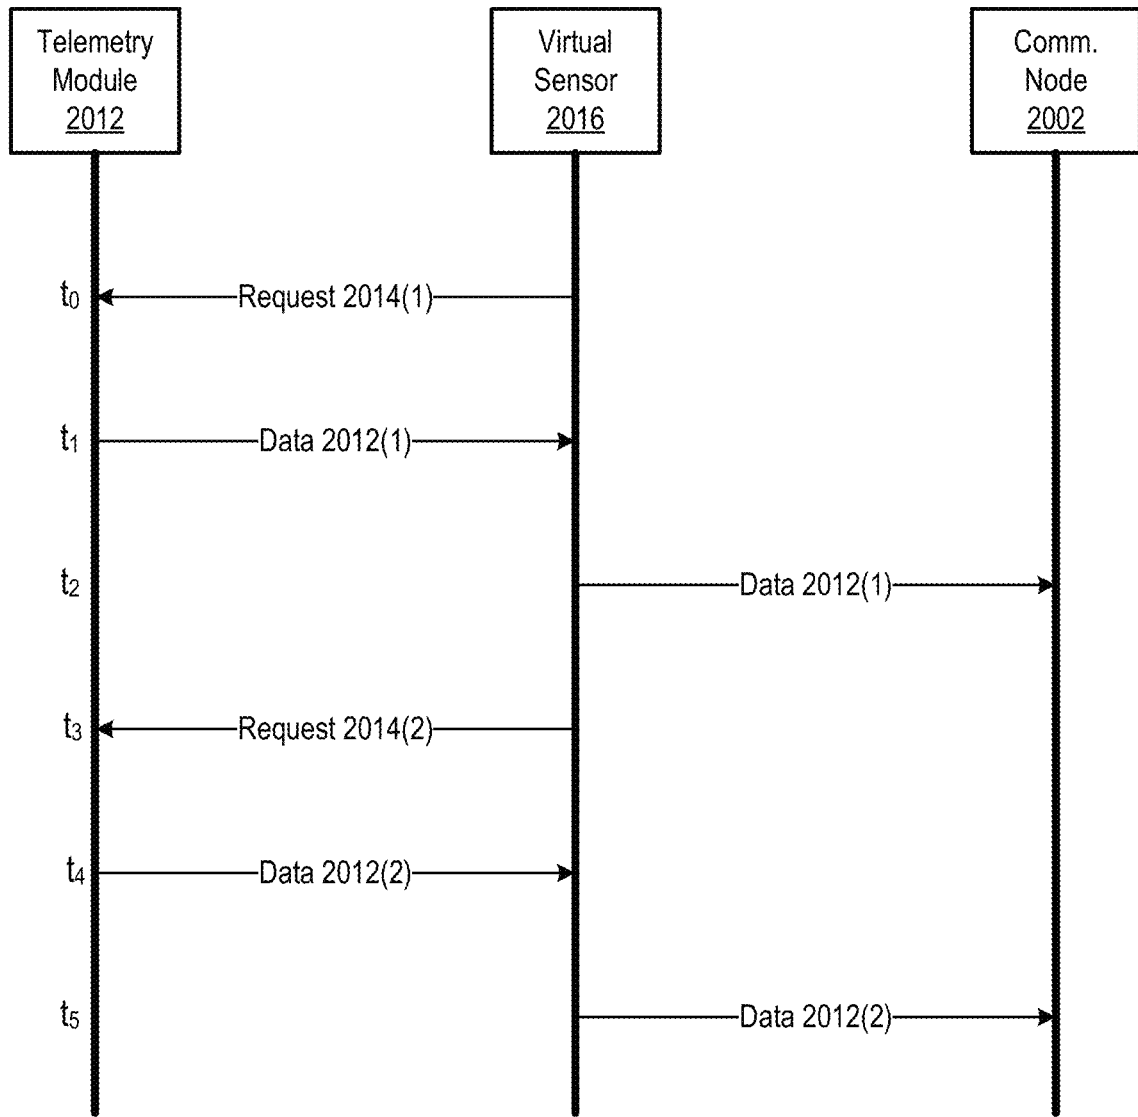 Telemetry
Module
2012
Virtual
Sensor
2016
Comm.
Node
2002
t0 Request 2014(1)
t1 Data 2012(1)
t2 Data 2012(1)
t3 Request 2014(2)
t4 Data 2012(2)
t5 Data 2012(2)